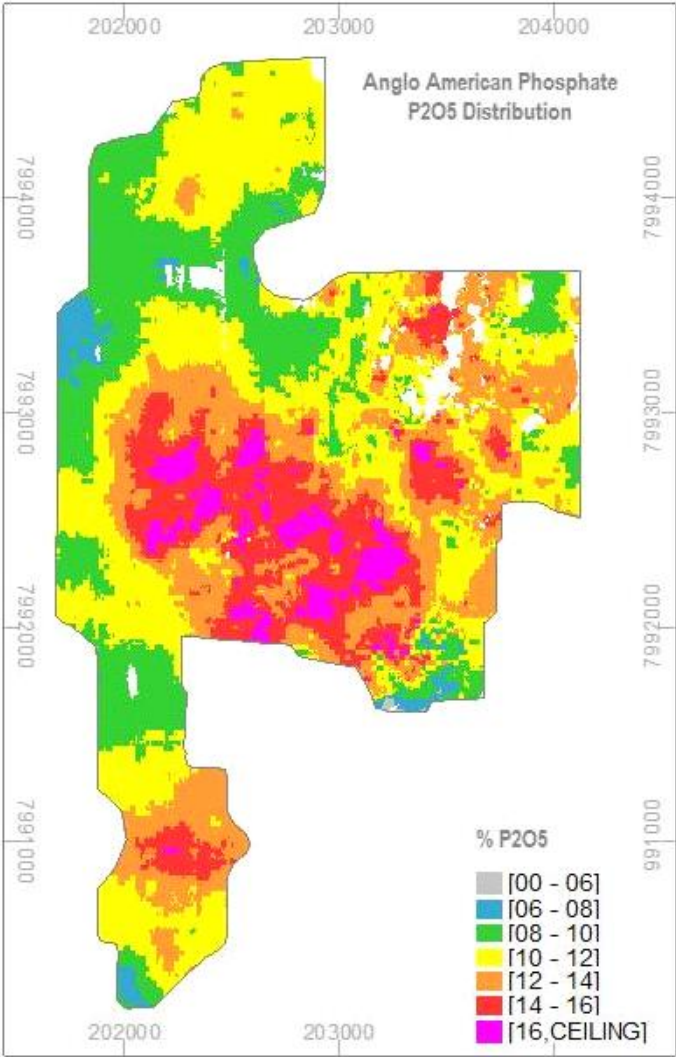 202000 203000 204000
Anglo American Phosphate
P2O5 Distribution
7994000 7994000
7993000 7993000
7992000 7992000
7991000 991000
% P2O5
[00 - 06]
[06 - 08]
[08 - 10]
[10 - 12]
[12 - 14]
[14 - 16]
[16,CEILING]
202000 203000